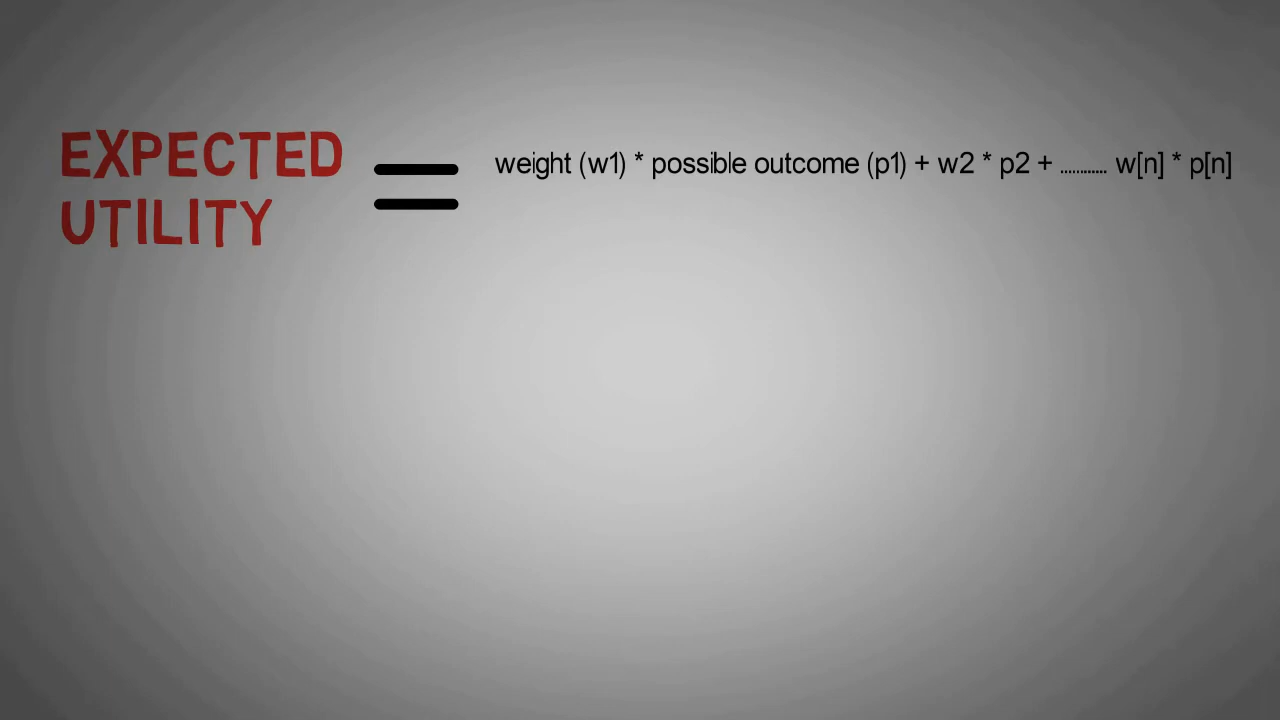 EXPECTED
UTILITY
=
weight (w1) * possible outcome (p1) + w2 * p2 + ............ w[n] * p[n]